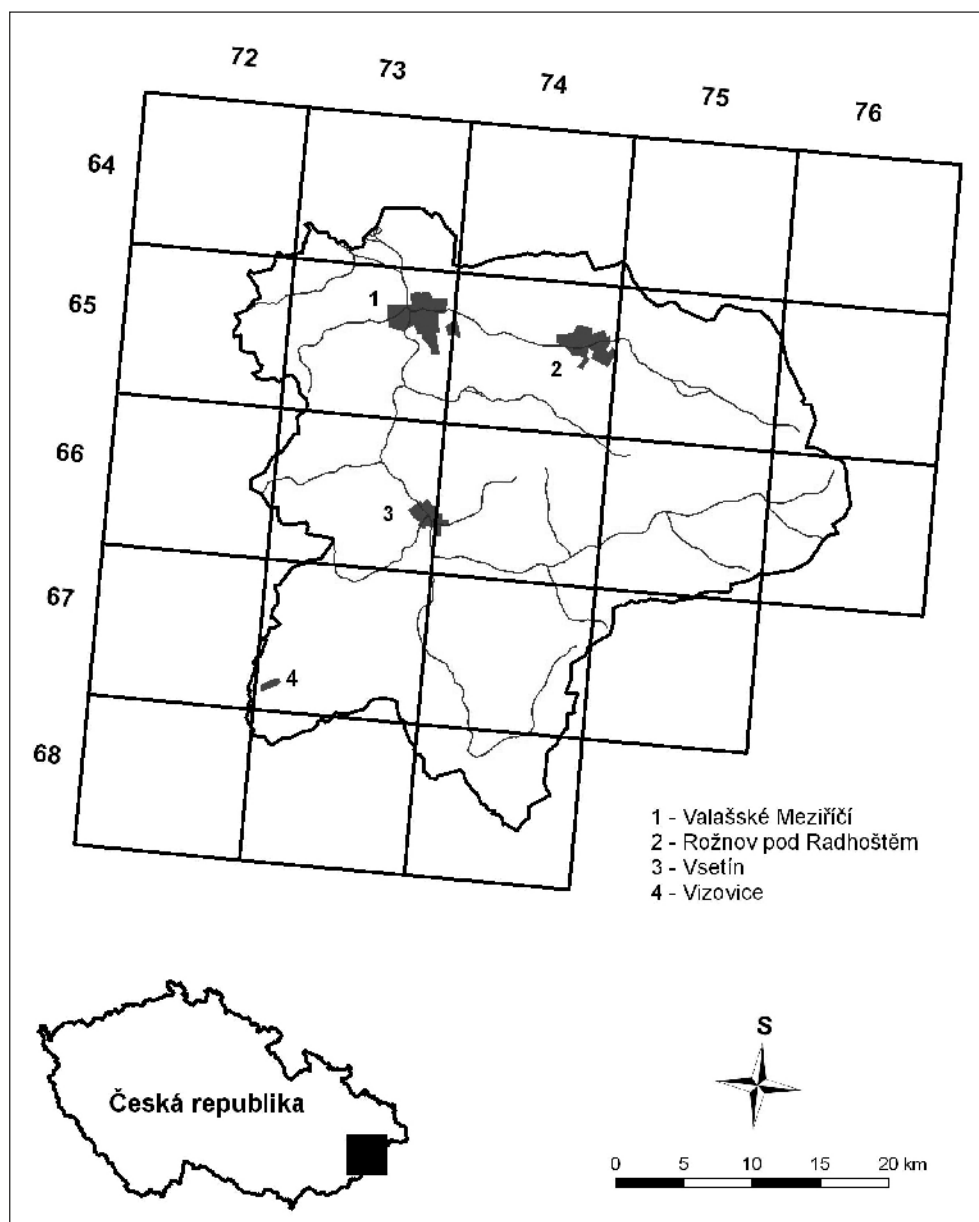 72 73 74 75 76
64
65
66
67
68
1
2
3
4
1 - Valašské Meziříčí
2 - Rožnov pod Radhoštěm
3 - Vsetín
4 - Vizovice
Česká republika
S
0 5 10 15 20 km